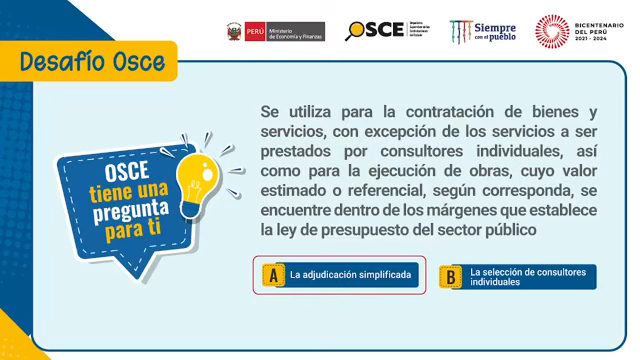 PERÚ
Ministerio
de Economía y Finanzas
OSCE
Siempre
con el pueblo
BICENTENARIO
DEL PERÚ
2021 - 2024
Desafío Osce
OSCE
tiene una
pregunta
para ti
Se utiliza para la contratación de bienes y
servicios, con excepción de los servicios a ser
prestados por consultores individuales, así
como para la ejecución de obras, cuyo valor
estimado o referencial, según corresponda, se
encuentre dentro de los márgenes que establece
la ley de presupuesto del sector público
A La adjudicación simplificada
B La selección de consultores
individuales